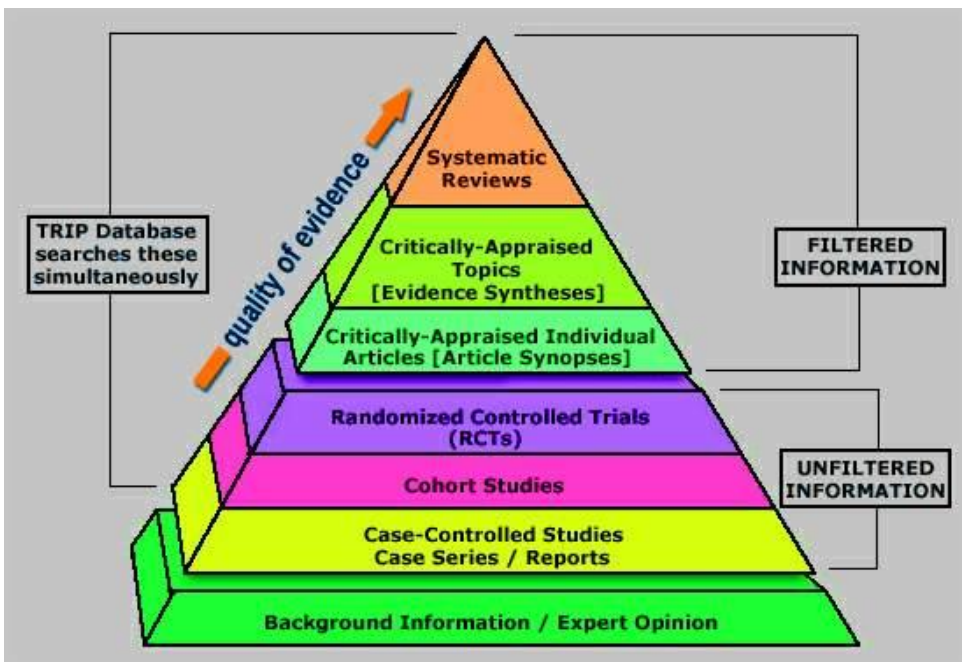 Systematic
Reviews
quality of evidence
TRIP Database
searches these
simultaneously
Critically-Appraised
Topics
[Evidence Syntheses]
FILTERED
INFORMATION
Critically-Appraised Individual
Articles [Article Synopses]
Randomized Controlled Trials
(RCTs)
Cohort Studies
UNFILTERED
INFORMATION
Case-Controlled Studies
Case Series / Reports
Background Information / Expert Opinion